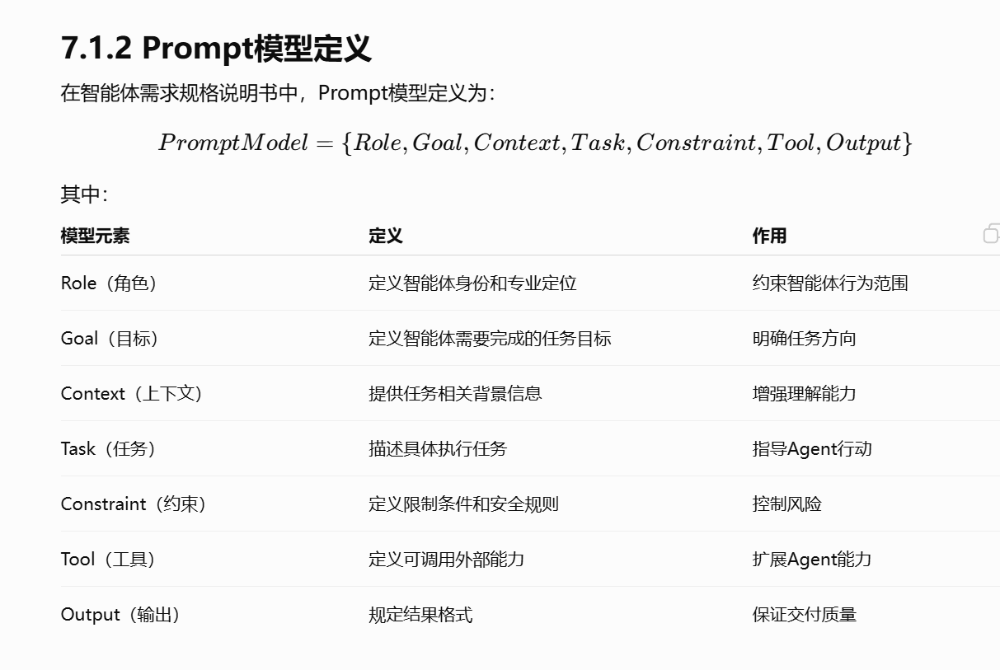 7.1.2 Prompt模型定义
在智能体需求规格说明书中，Prompt模型定义为：
PromptModel = {Role, Goal, Context, Task, Constraint, Tool, Output}
其中：
模型元素 定义 作用
Role（角色） 定义智能体身份和专业定位 约束智能体行为范围
Goal（目标） 定义智能体需要完成的任务目标 明确任务方向
Context（上下文） 提供任务相关背景信息 增强理解能力
Task（任务） 描述具体执行任务 指导Agent行动
Constraint（约束） 定义限制条件和安全规则 控制风险
Tool（工具） 定义可调用外部能力 扩展Agent能力
Output（输出） 规定结果格式 保证交付质量